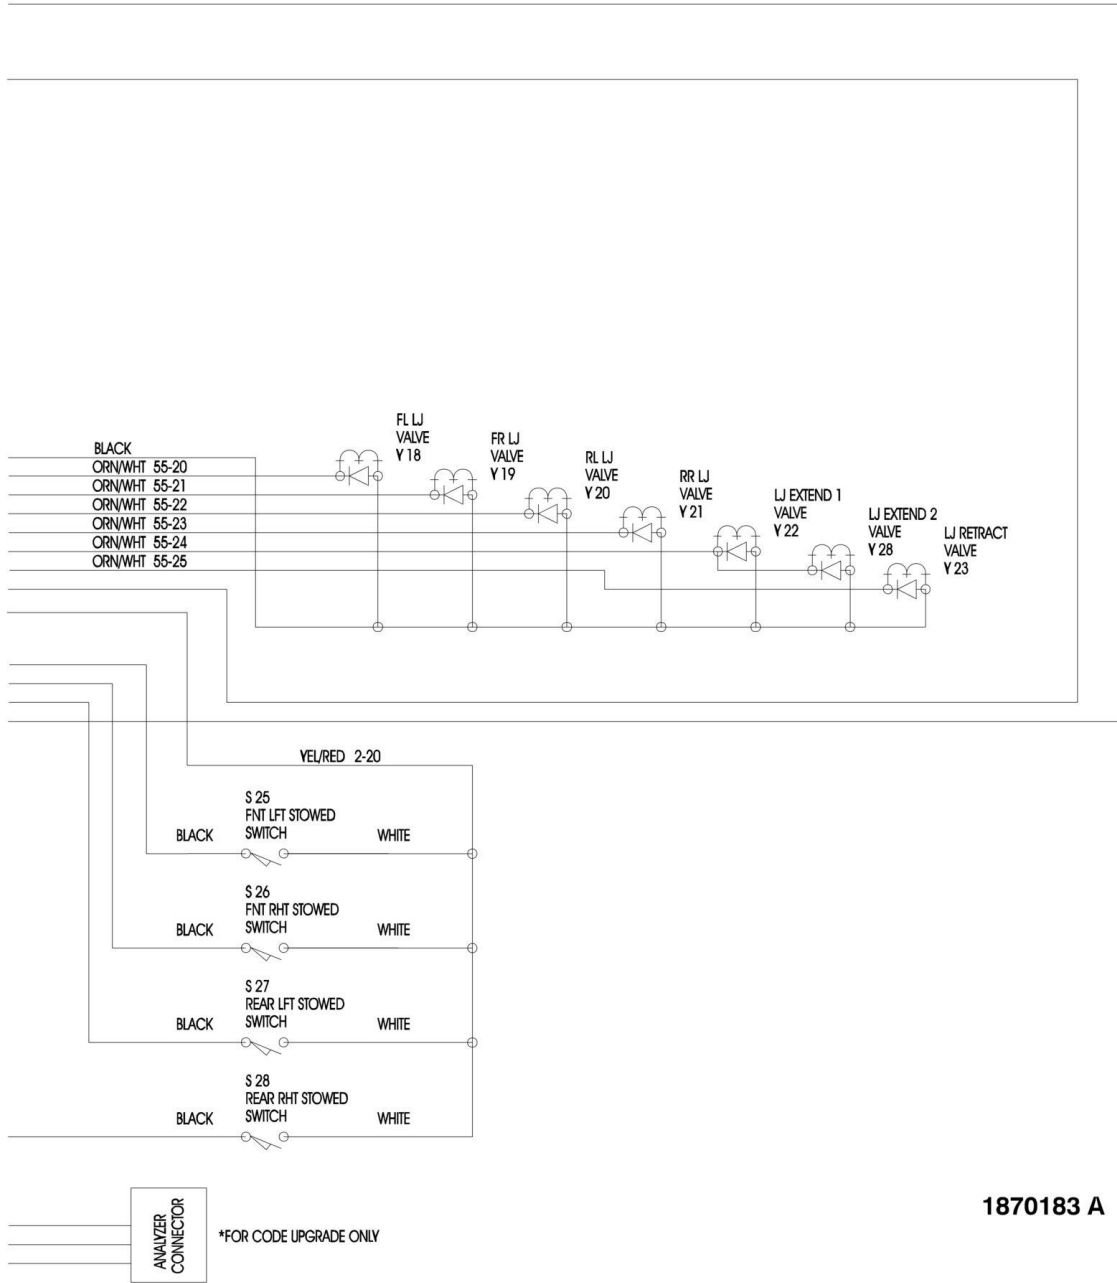 FL LJ
VALVE
Y 18
FR LJ
VALVE
Y 19
RL LJ
VALVE
Y 20
RR LJ
VALVE
Y 21
LJ EXTEND 1
VALVE
Y 22
LJ EXTEND 2
VALVE
Y 28
LJ RETRACT
VALVE
Y 23
BLACK
ORN/WHT 55-20
ORN/WHT 55-21
ORN/WHT 55-22
ORN/WHT 55-23
ORN/WHT 55-24
ORN/WHT 55-25
YEL/RED 2-20
S 25
FNT LFT STOWED
SWITCH
BLACK
WHITE
S 26
FNT RHT STOWED
SWITCH
BLACK
WHITE
S 27
REAR LFT STOWED
SWITCH
BLACK
WHITE
S 28
REAR RHT STOWED
SWITCH
BLACK
WHITE
ANALYZER
CONNECTOR
*FOR CODE UPGRADE ONLY
1870183 A